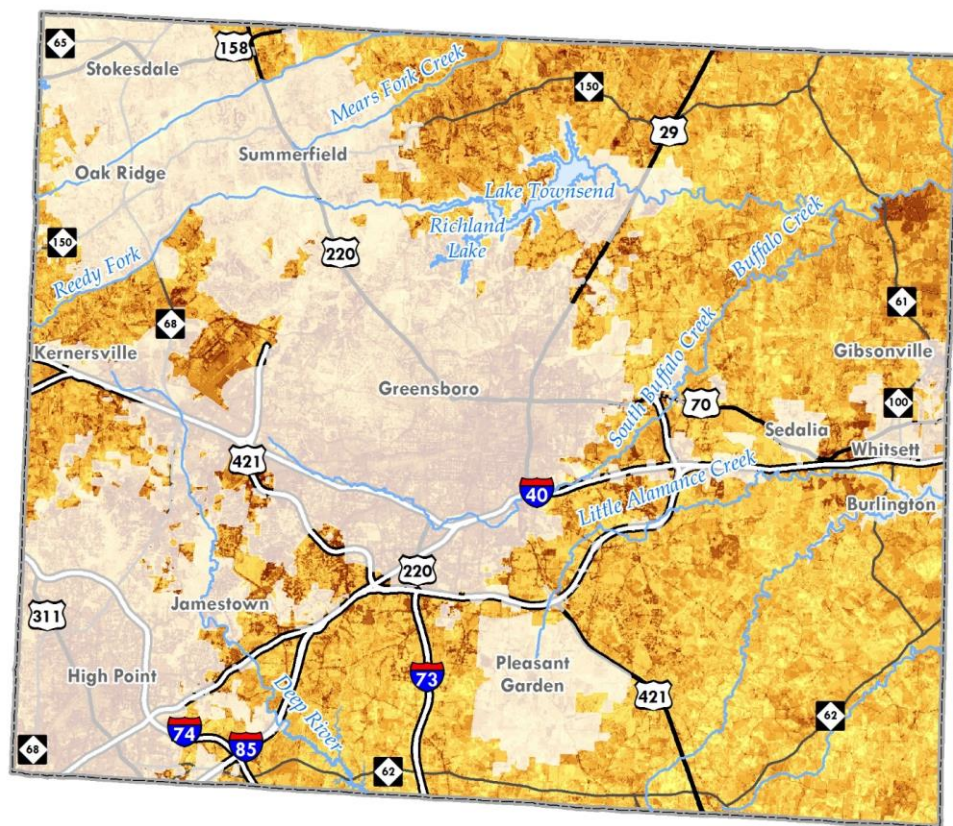 65
158
Stokesdale
Mears Fork Creek
150
29
Summerfield
Oak Ridge
Lake Townsend
Richland
Lake
150
Reedy Fork
220
Buffalo Creek
61
68
Kernersville
Gibsonville
Greensboro
South Buffalo Creek
70
100
Sedalia
Whitsett
421
40
Little Alamance Creek
Burlington
220
311
Jamestown
High Point
Pleasant
Garden
73
Deep River
421
74
85
62
68
62